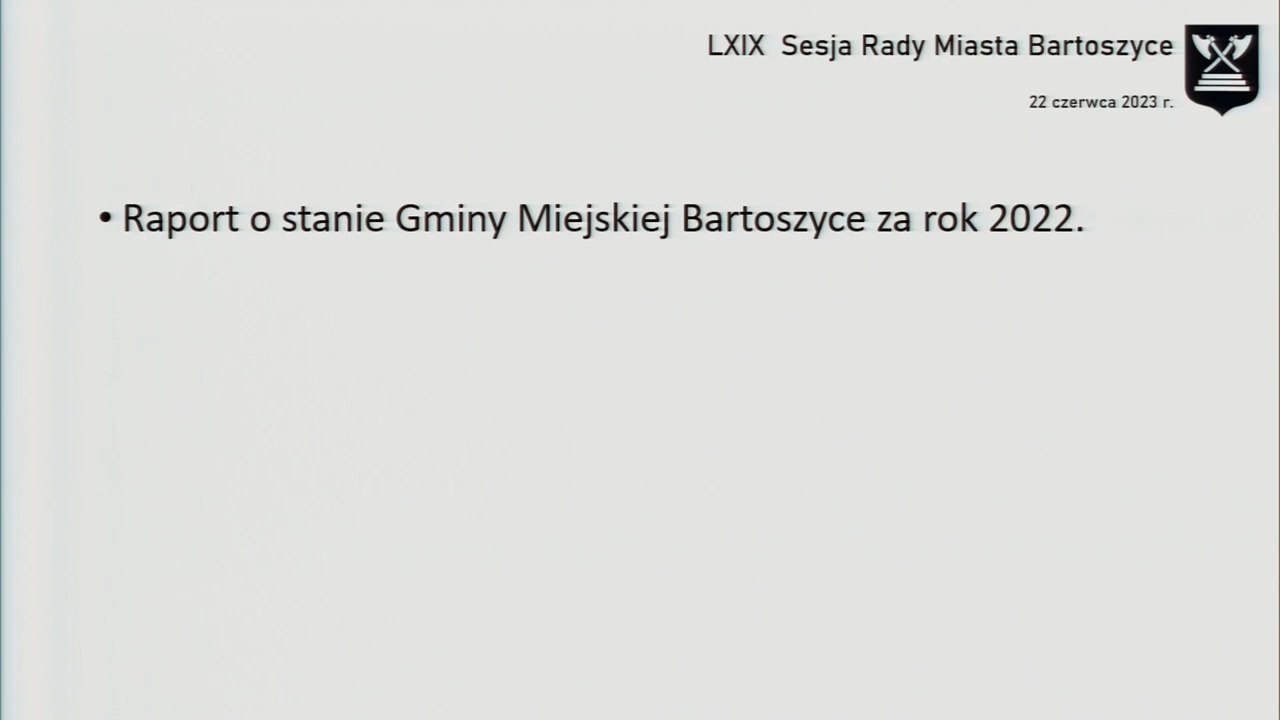 LXIX Sesja Rady Miasta Bartoszyce
22 czerwca 2023 r.
• Raport o stanie Gminy Miejskiej Bartoszyce za rok 2022.